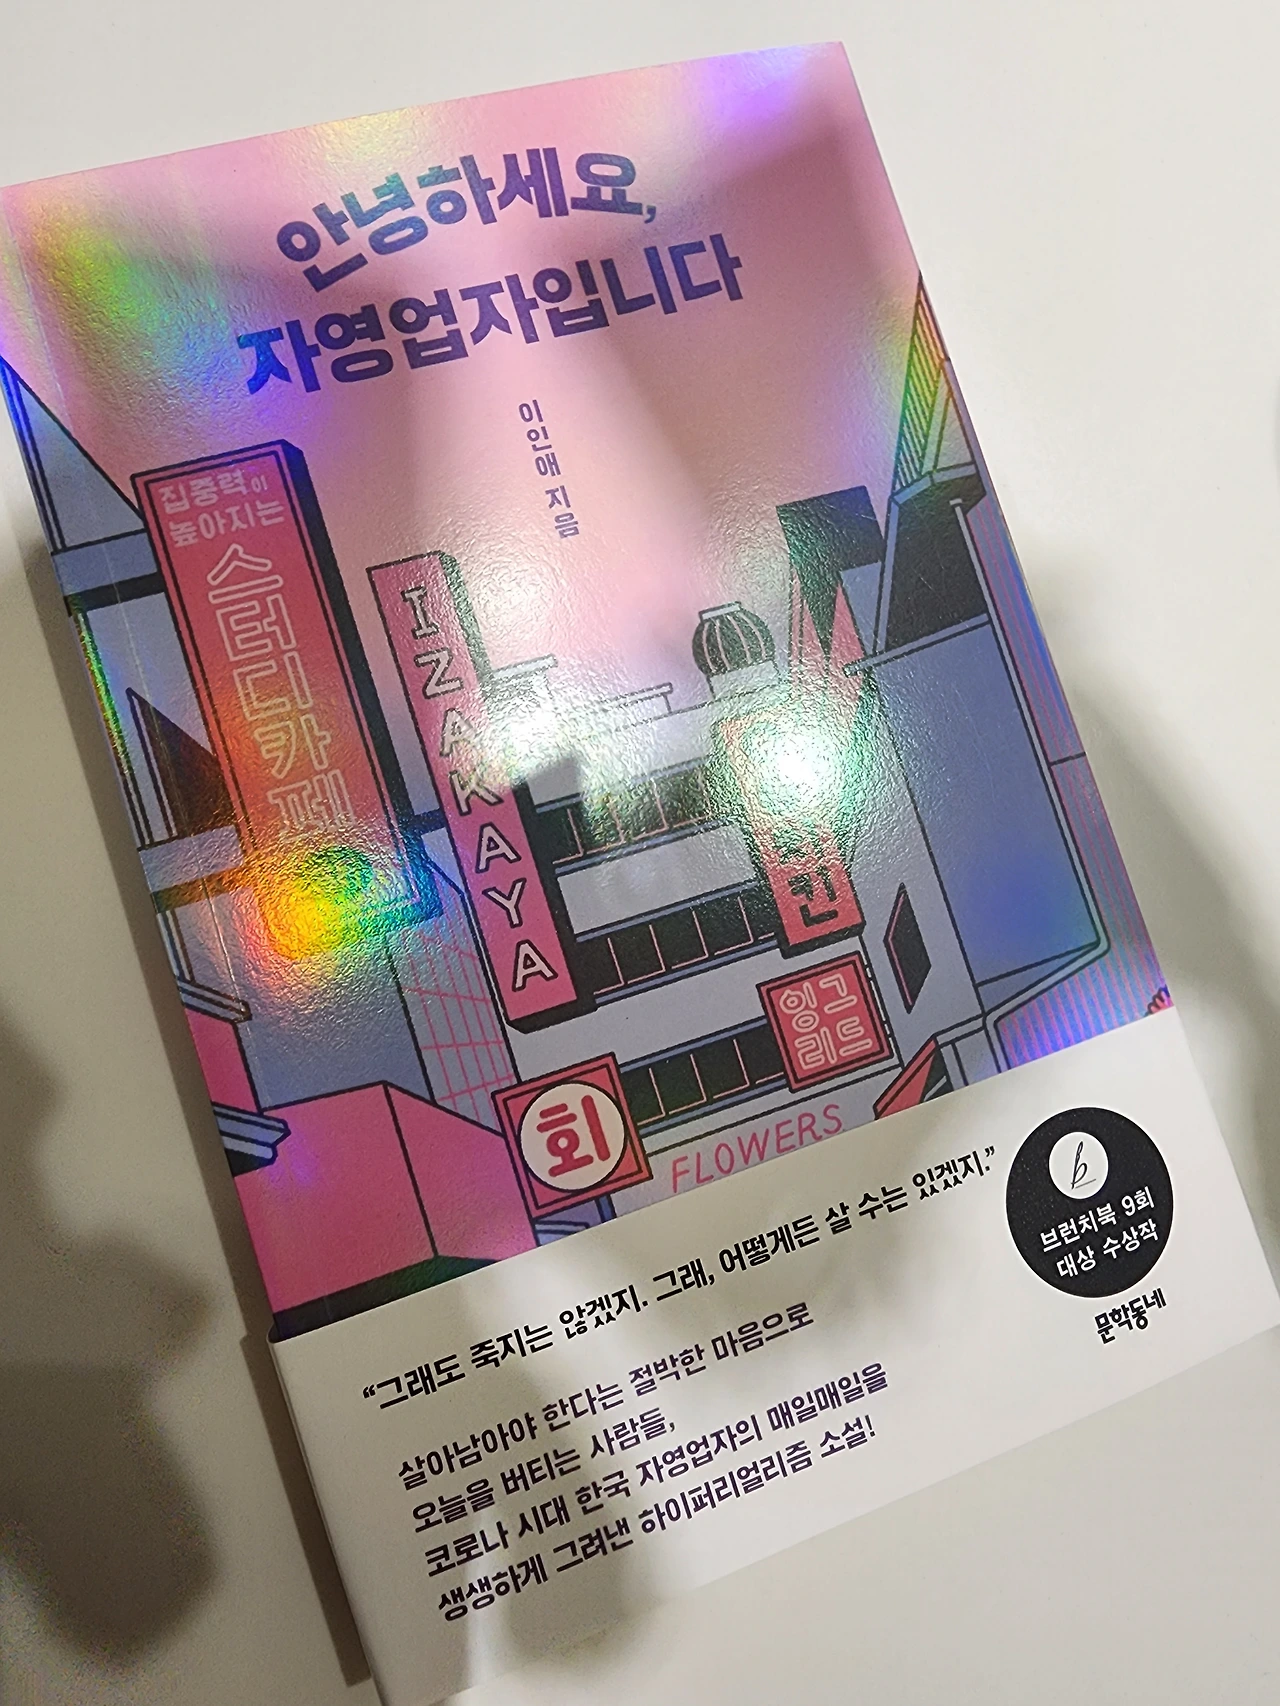 안녕하세요,
자영업자입니다
이인애 지음
집중력이
높아지는
스터디카페
IZAKAYA
킨
잉그
리드
회
FLOWERS
“그래도 죽지는 않겠지. 그래, 어떻게든 살 수는 있겠지.”
살아남아야 한다는 절박한 마음으로
오늘을 버티는 사람들,
코로나 시대 한국 자영업자의 매일매일을
생생하게 그려낸 하이퍼리얼리즘 소설!
b
브런치북 9회
대상 수상작
문학동네